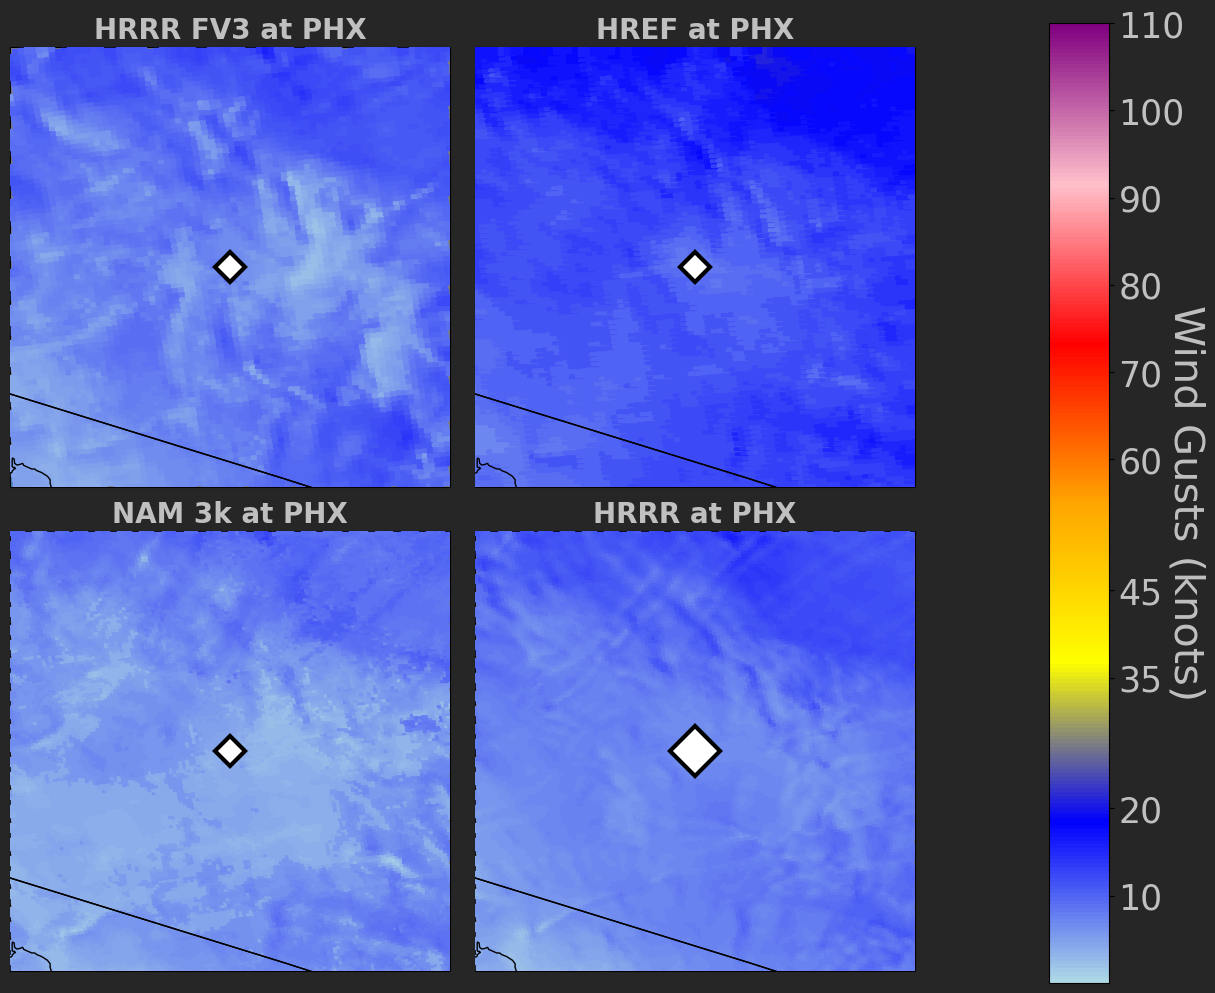 HRRR FV3 at PHX
HREF at PHX
NAM 3k at PHX
HRRR at PHX
110
100
90
80
70
60
45
35
20
10
Wind Gusts (knots)